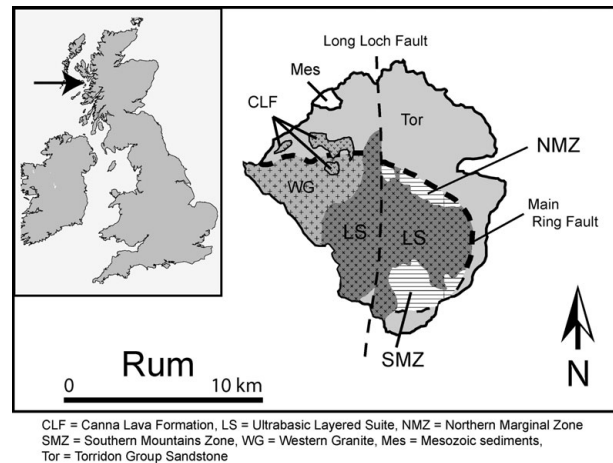 Long Loch Fault
Mes
CLF
Tor
NMZ
WG
Main
Ring Fault
LS
LS
SMZ
Rum
N
0
10 km
CLF = Canna Lava Formation, LS = Ultrabasic Layered Suite, NMZ = Northern Marginal Zone
SMZ = Southern Mountains Zone, WG = Western Granite, Mes = Mesozoic sediments,
Tor = Torridon Group Sandstone